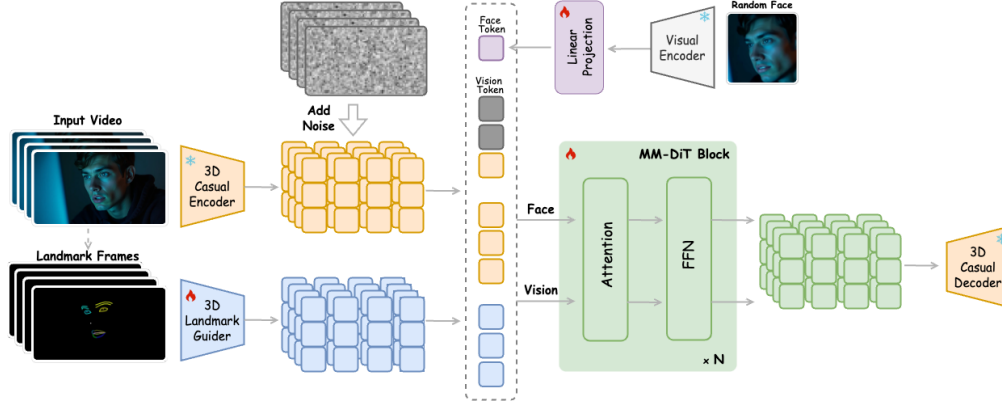 Random Face
Face
Token
Linear
Projection
Visual
Encoder
Vision
Token
Add
Noise
Input Video
3D
Casual
Encoder
MM-DiT Block
Face
Attention
FFN
Vision
× N
3D
Casual
Decoder
Landmark Frames
3D
Landmark
Guider